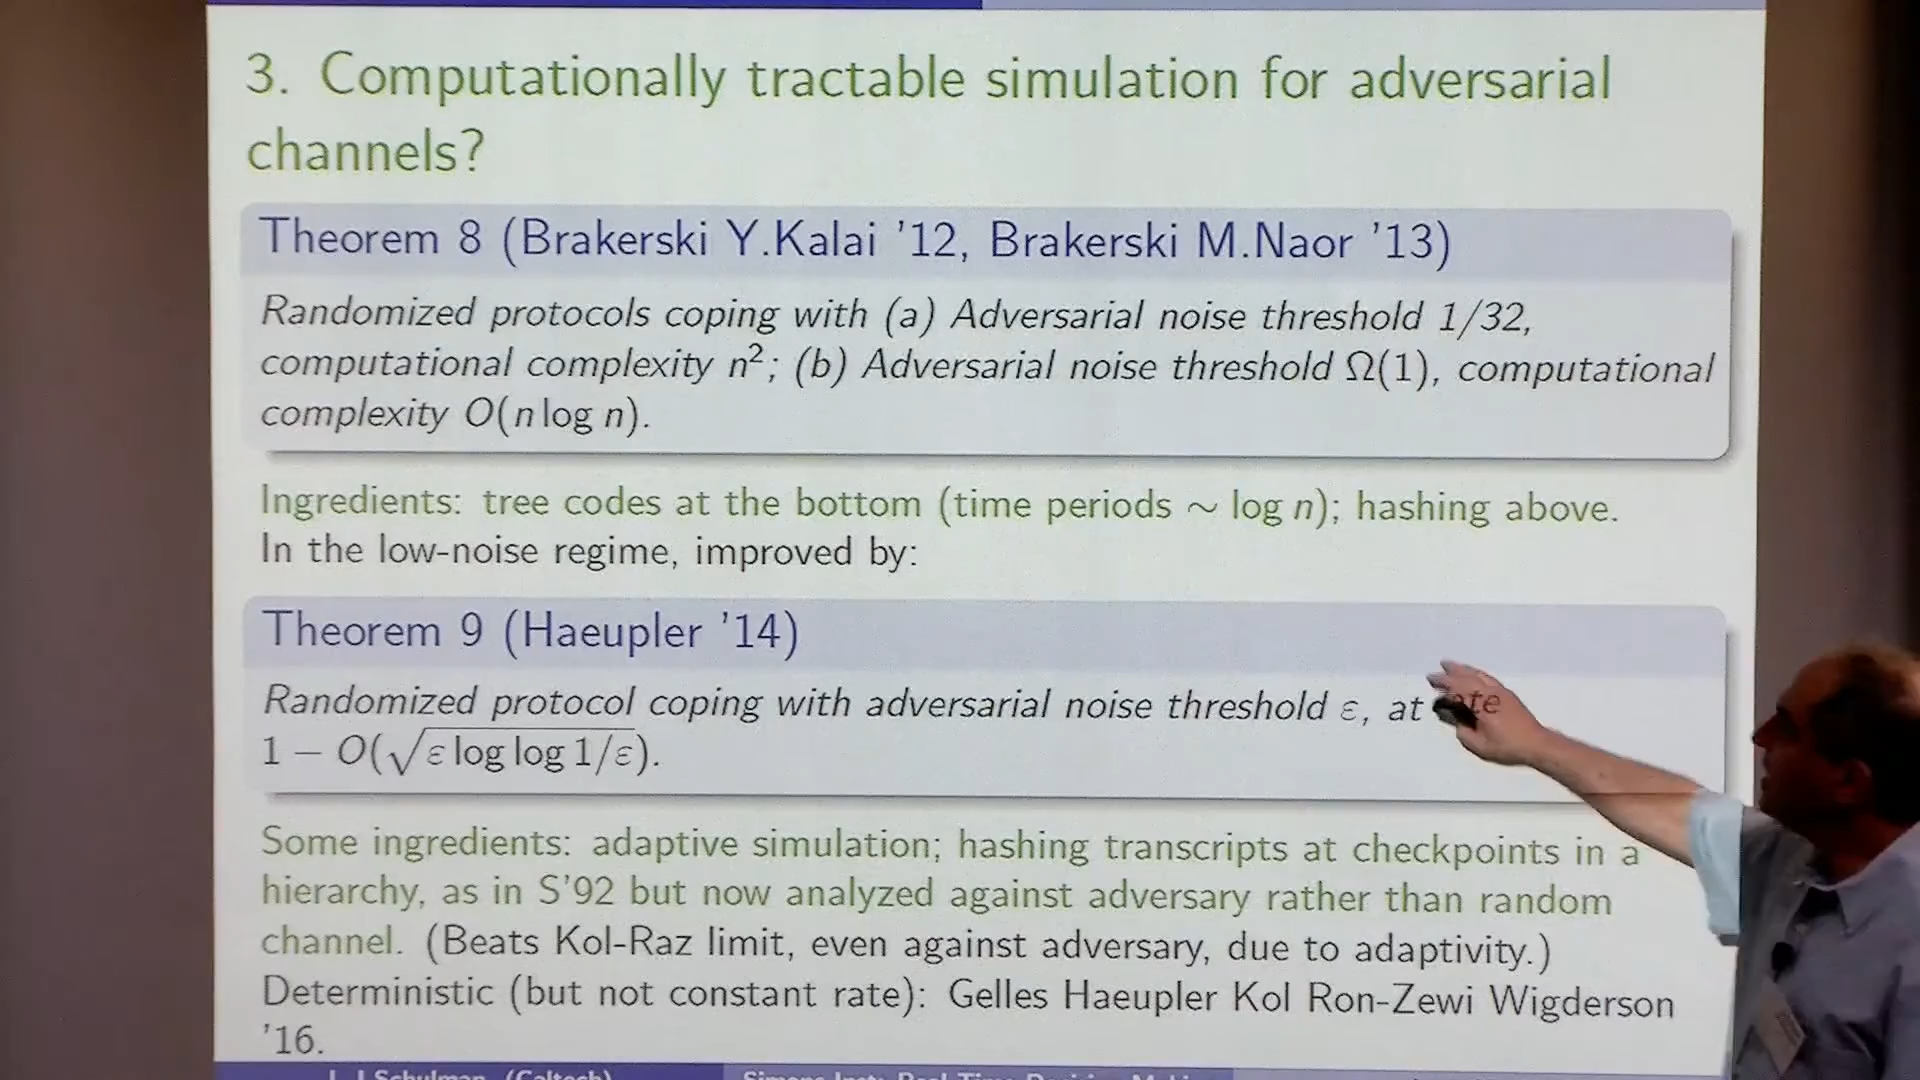 3. Computationally tractable simulation for adversarial
channels?
Theorem 8 (Brakerski Y.Kalai '12, Brakerski M.Naor '13)
Randomized protocols coping with (a) Adversarial noise threshold 1/32,
computational complexity n²; (b) Adversarial noise threshold Ω(1), computational
complexity O(n log n).
Ingredients: tree codes at the bottom (time periods ∼ log n); hashing above.
In the low-noise regime, improved by:
Theorem 9 (Haeupler '14)
Randomized protocol coping with adversarial noise threshold ε, at
1 − O(√ε log log 1/ε).
Some ingredients: adaptive simulation; hashing transcripts at checkpoints in a
hierarchy, as in S'92 but now analyzed against adversary rather than random
channel. (Beats Kol-Raz limit, even against adversary, due to adaptivity.)
Deterministic (but not constant rate): Gelles Haeupler Kol Ron-Zewi Wigderson
'16.
Schulman (Caltech)